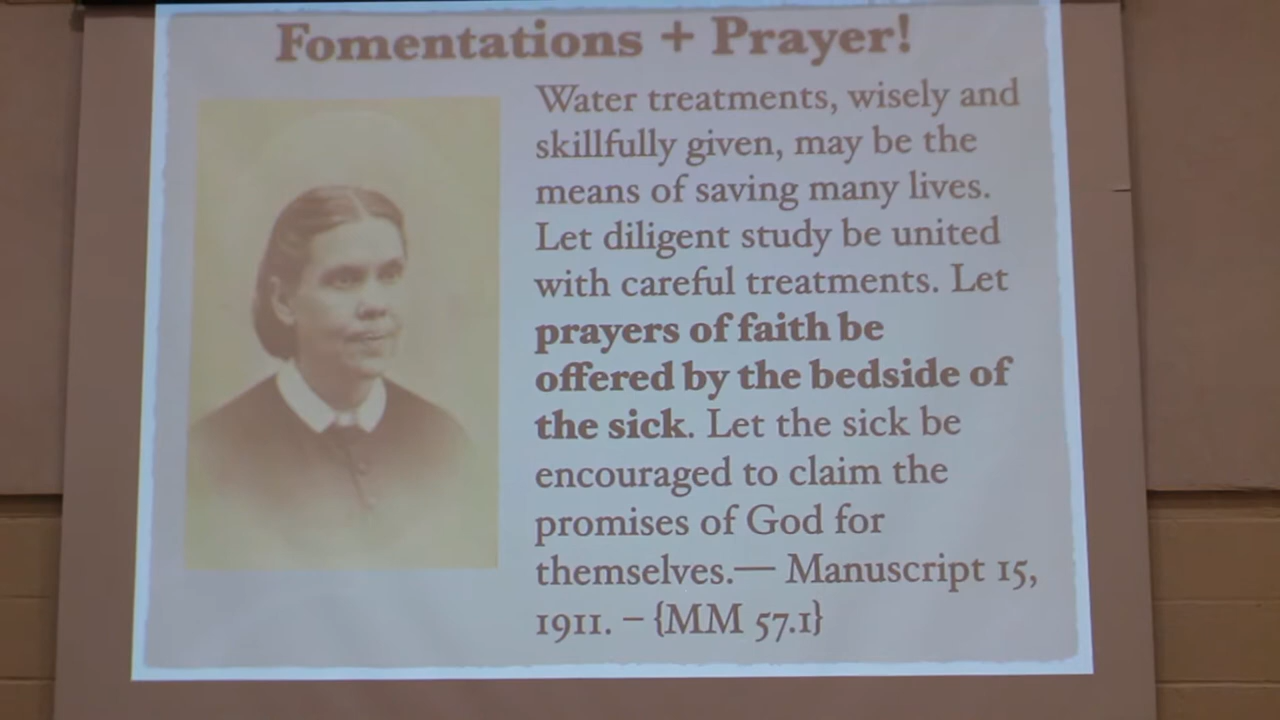 Fomentations + Prayer!
Water treatments, wisely and
skillfully given, may be the
means of saving many lives.
Let diligent study be united
with careful treatments. Let
prayers of faith be
offered by the bedside of
the sick. Let the sick be
encouraged to claim the
promises of God for
themselves.— Manuscript 15,
1911. – {MM 57.1}